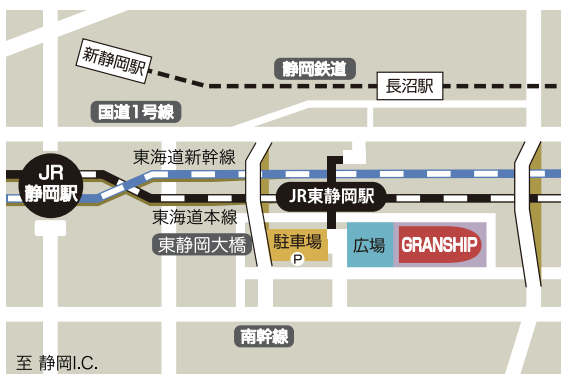 新静岡駅
静岡鉄道
長沼駅
国道1号線
東海道新幹線
JR
静岡駅
JR東静岡駅
東海道本線
東静岡大橋
駐車場
P
広場
GRANSHIP
南幹線
至 静岡I.C.